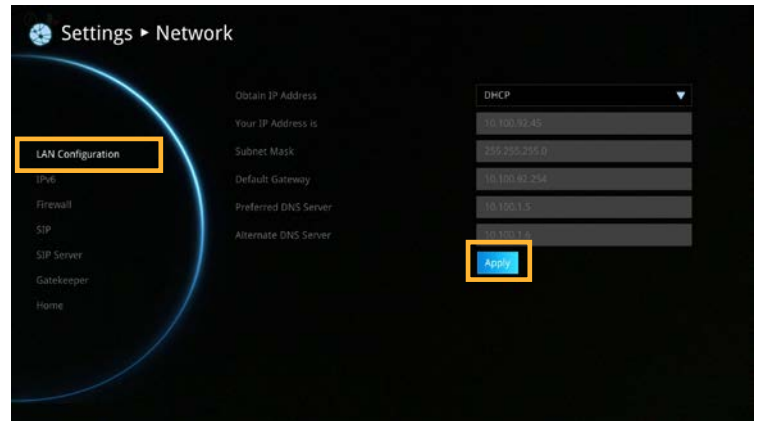 Settings ▸ Network
Obtain IP Address DHCP
Your IP Address is 10.100.92.45
LAN Configuration Subnet Mask 255.255.255.0
IPv6 Default Gateway 10.100.92.254
Firewall Preferred DNS Server 10.100.1.5
SIP Alternate DNS Server 10.100.1.6
SIP Server Apply
Gatekeeper
Home